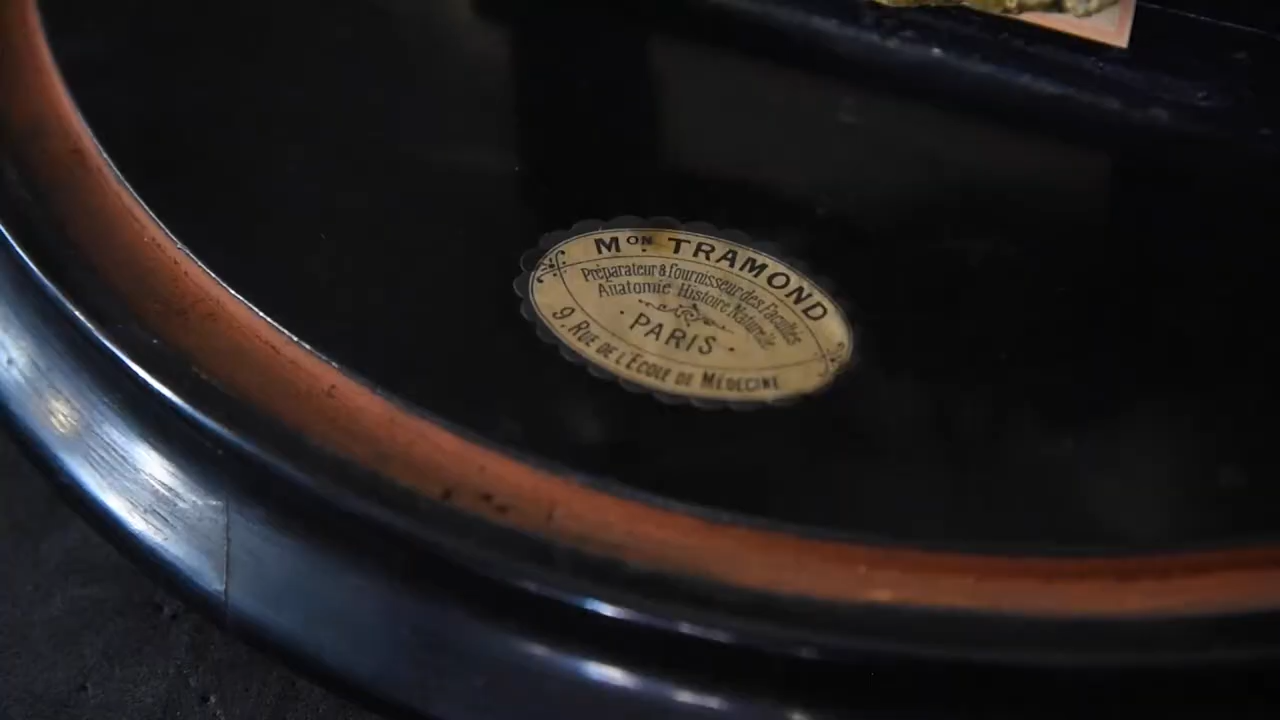 Mᴼᴺ TRAMOND
Préparateur & Fournisseur des Facultés
Anatomie Histoire Naturelle
PARIS
9, RUE DE L'ÉCOLE DE MÉDECINE